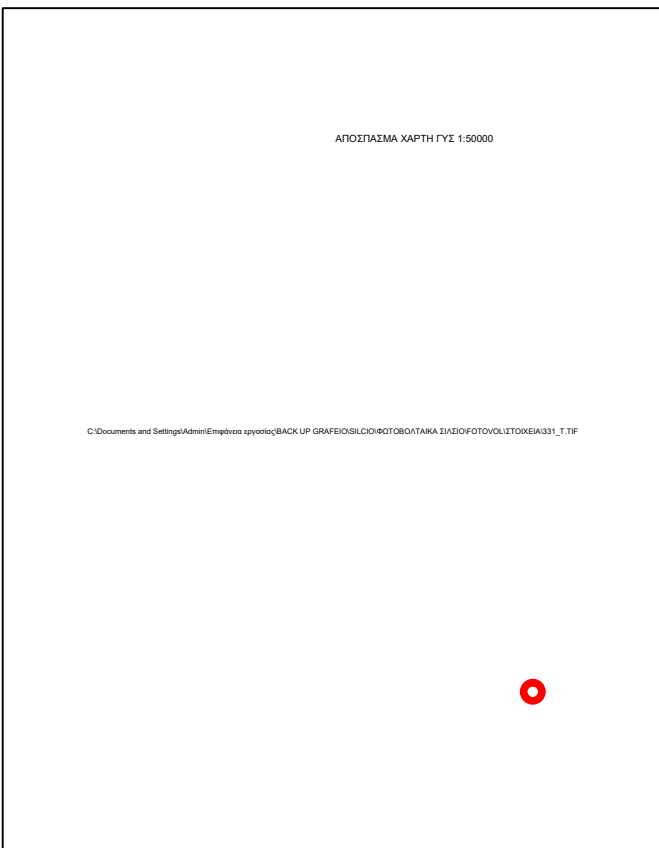 ΑΠΟΣΠΑΣΜΑ ΧΑΡΤΗ ΓΥΣ 1:50000
C:\Documents and Settings\Admin\Επιφάνεια εργασίας\BACK UP GRAFEIO\SILCIO\ΦΩΤΟΒΟΛΤΑΙΚΑ ΣΙΛΣΙΟ\FOTOVOL\ΣΤΟΙΧΕΙΑ\331_T.TIF